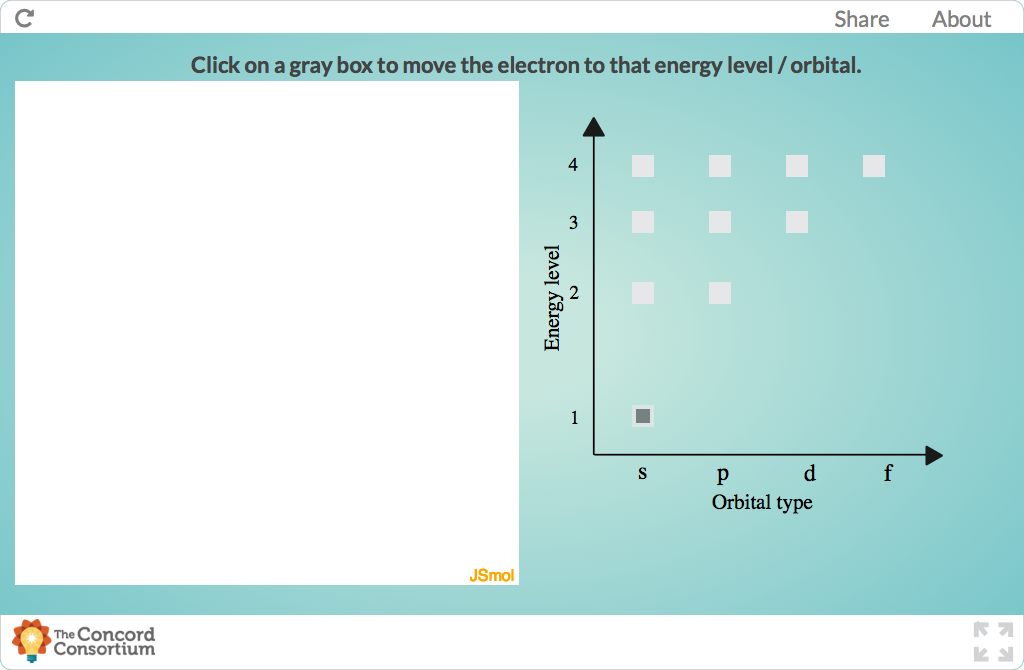 Share About
Click on a gray box to move the electron to that energy level / orbital.
4
3
2
Energy level
1
s p d f
Orbital type
JSmol
The Concord
Consortium